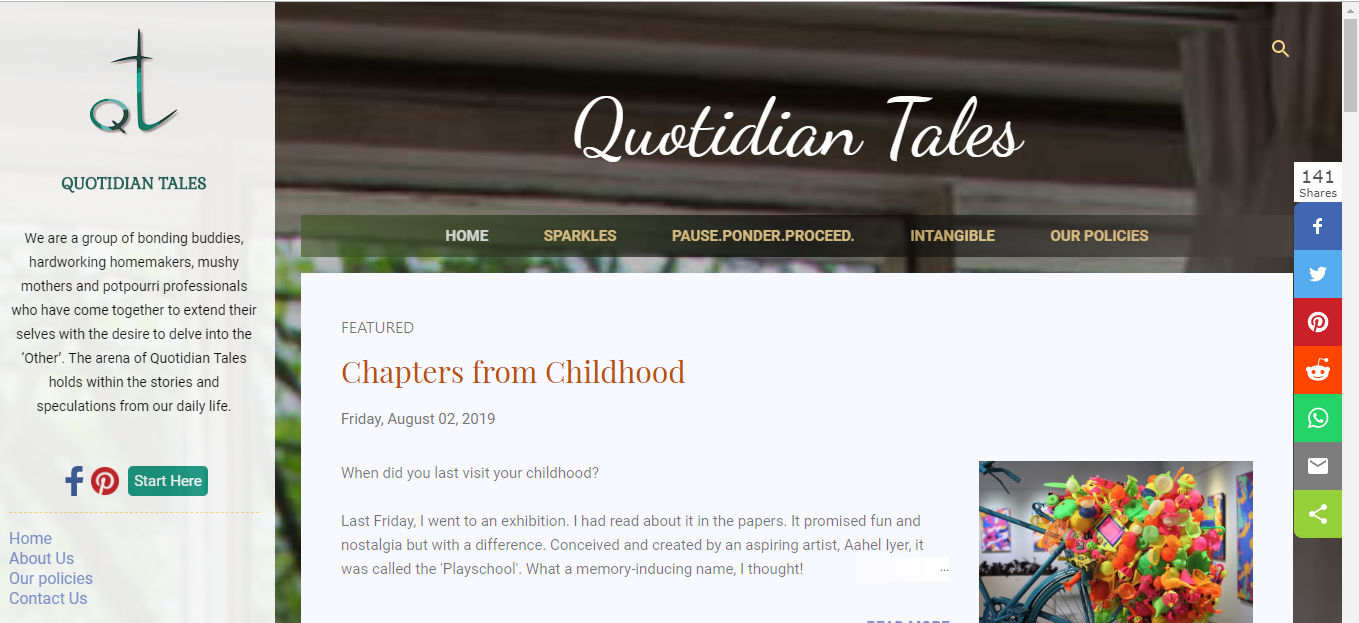 QT
QUOTIDIAN TALES
We are a group of bonding buddies,
hardworking homemakers, mushy
mothers and potpourri professionals
who have come together to extend their
selves with the desire to delve into the
‘Other’. The arena of Quotidian Tales
holds within the stories and
speculations from our daily life.
Start Here
Home
About Us
Our policies
Contact Us
Quotidian Tales
HOME SPARKLES PAUSE.PONDER.PROCEED. INTANGIBLE OUR POLICIES
FEATURED
Chapters from Childhood
Friday, August 02, 2019
When did you last visit your childhood?
Last Friday, I went to an exhibition. I had read about it in the papers. It promised fun and
nostalgia but with a difference. Conceived and created by an aspiring artist, Aahel Iyer, it
was called the 'Playschool'. What a memory-inducing name, I thought!
...
READ MORE
141
Shares